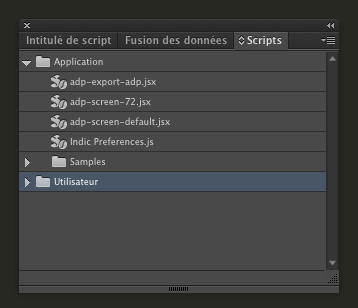 Intitulé de script Fusion des données Scripts
Application
adp-export-adp.jsx
adp-screen-72.jsx
adp-screen-default.jsx
Indic Preferences.js
Samples
Utilisateur